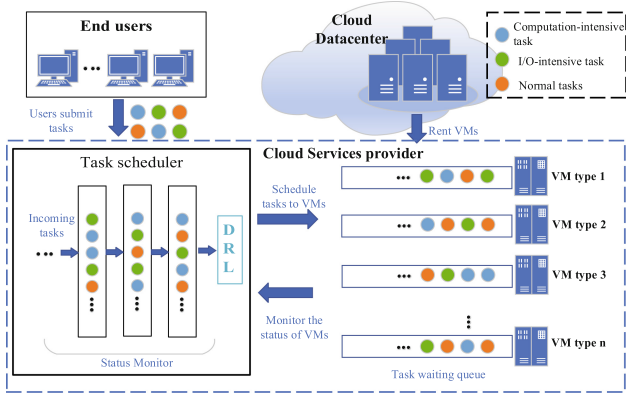 End users
Cloud
Datacenter
Computation-intensive
task
I/O-intensive task
Normal tasks
Users submit
tasks
Rent VMs
Cloud Services provider
Task scheduler
Incoming
tasks
D
R
L
Status Monitor
Schedule
tasks to VMs
Monitor the
status of VMs
VM type 1
VM type 2
VM type 3
VM type n
Task waiting queue